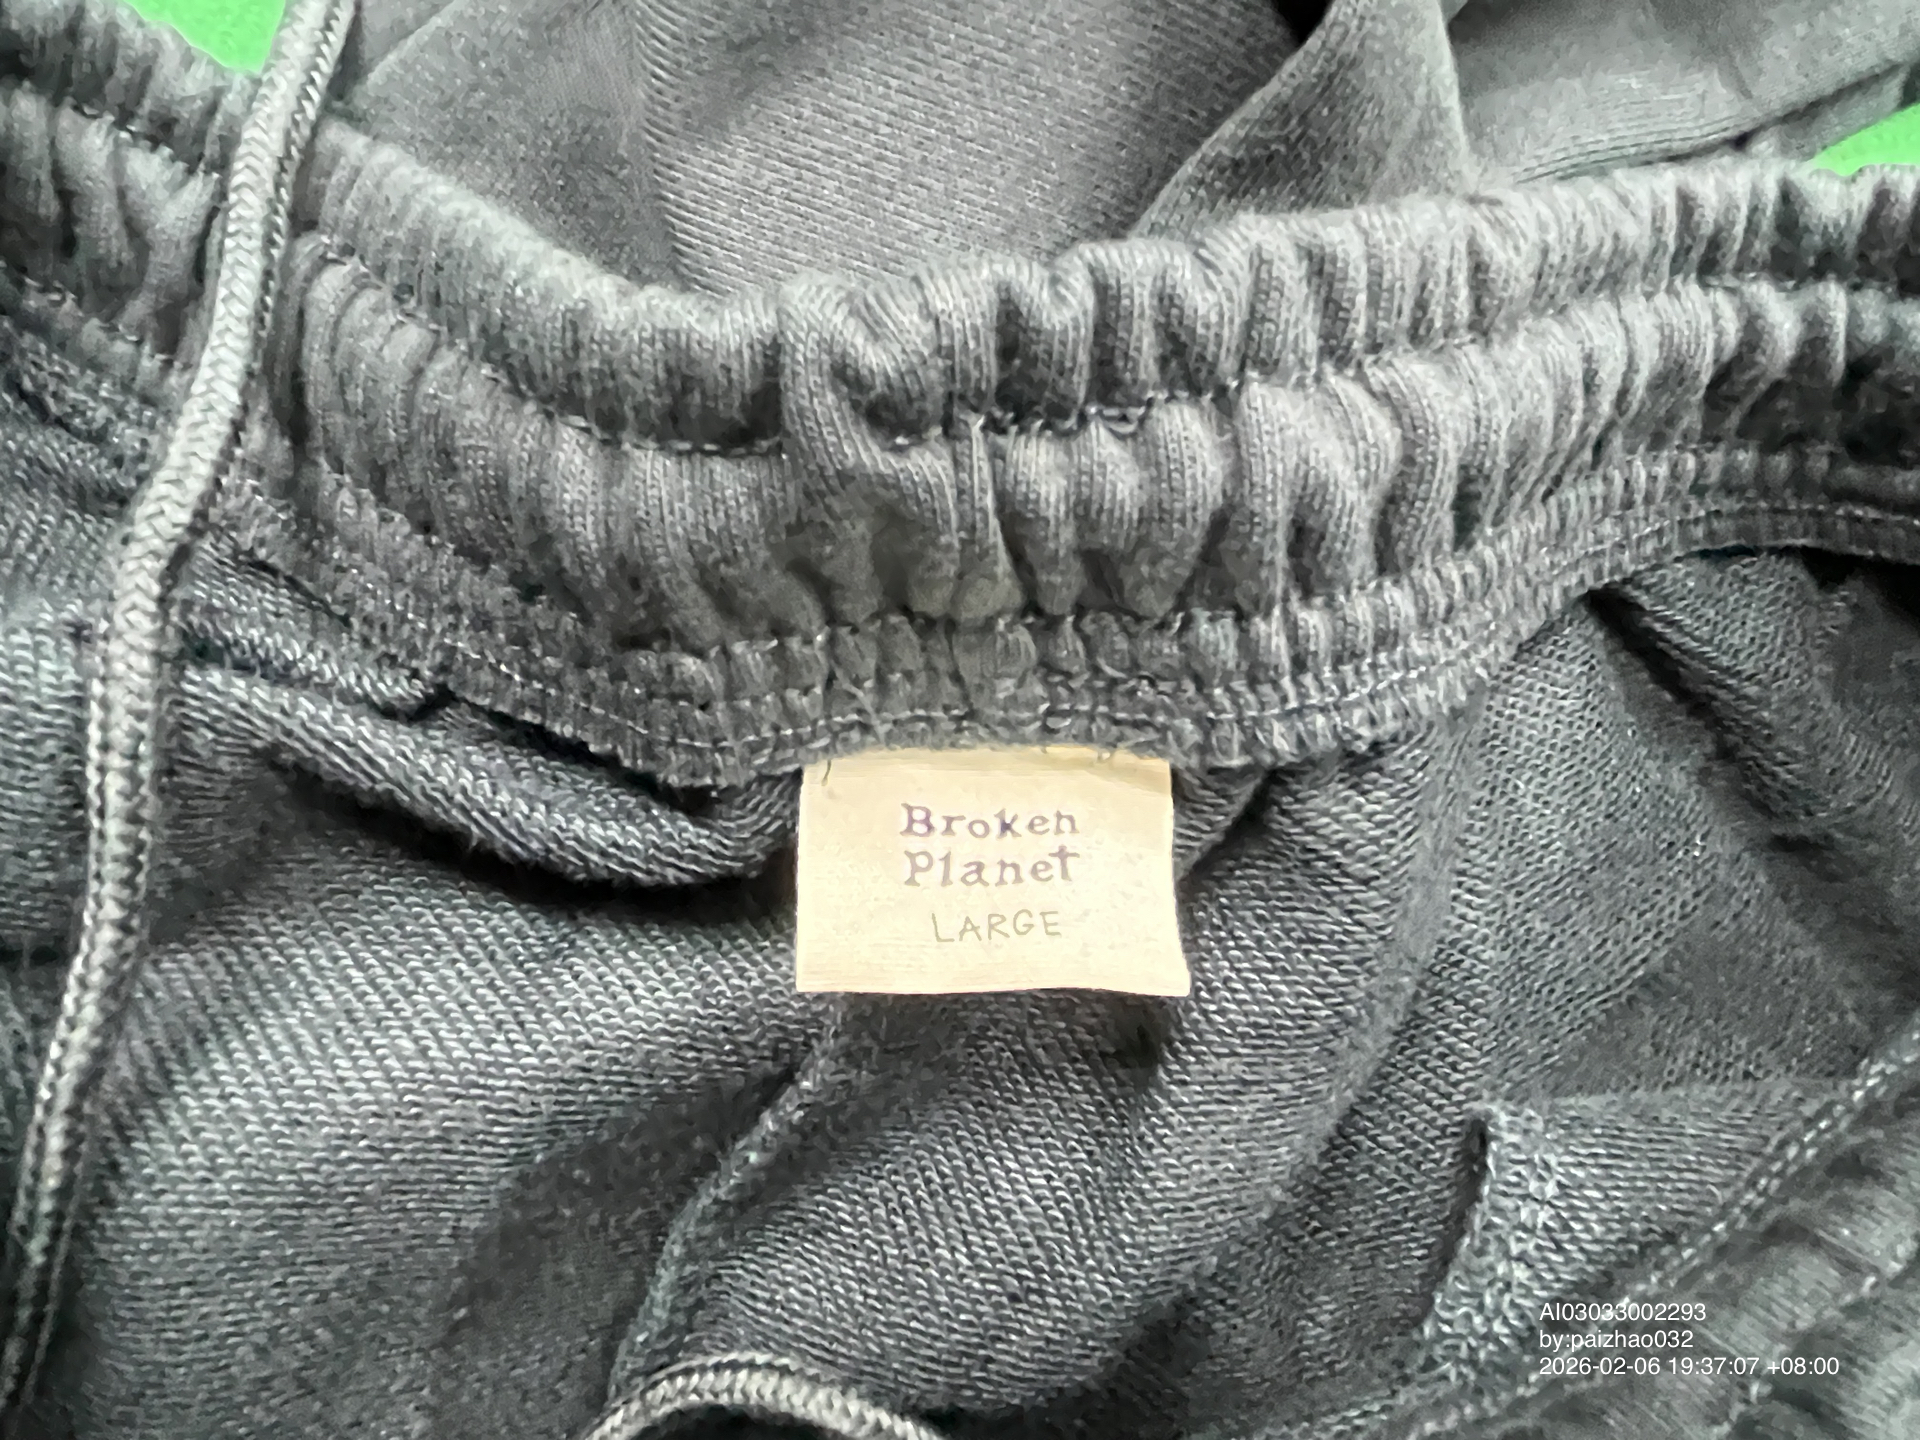 Broken
Planet
LARGE
AI03033002293
by:paizhao032
2026-02-06 19:37:07 +08:00